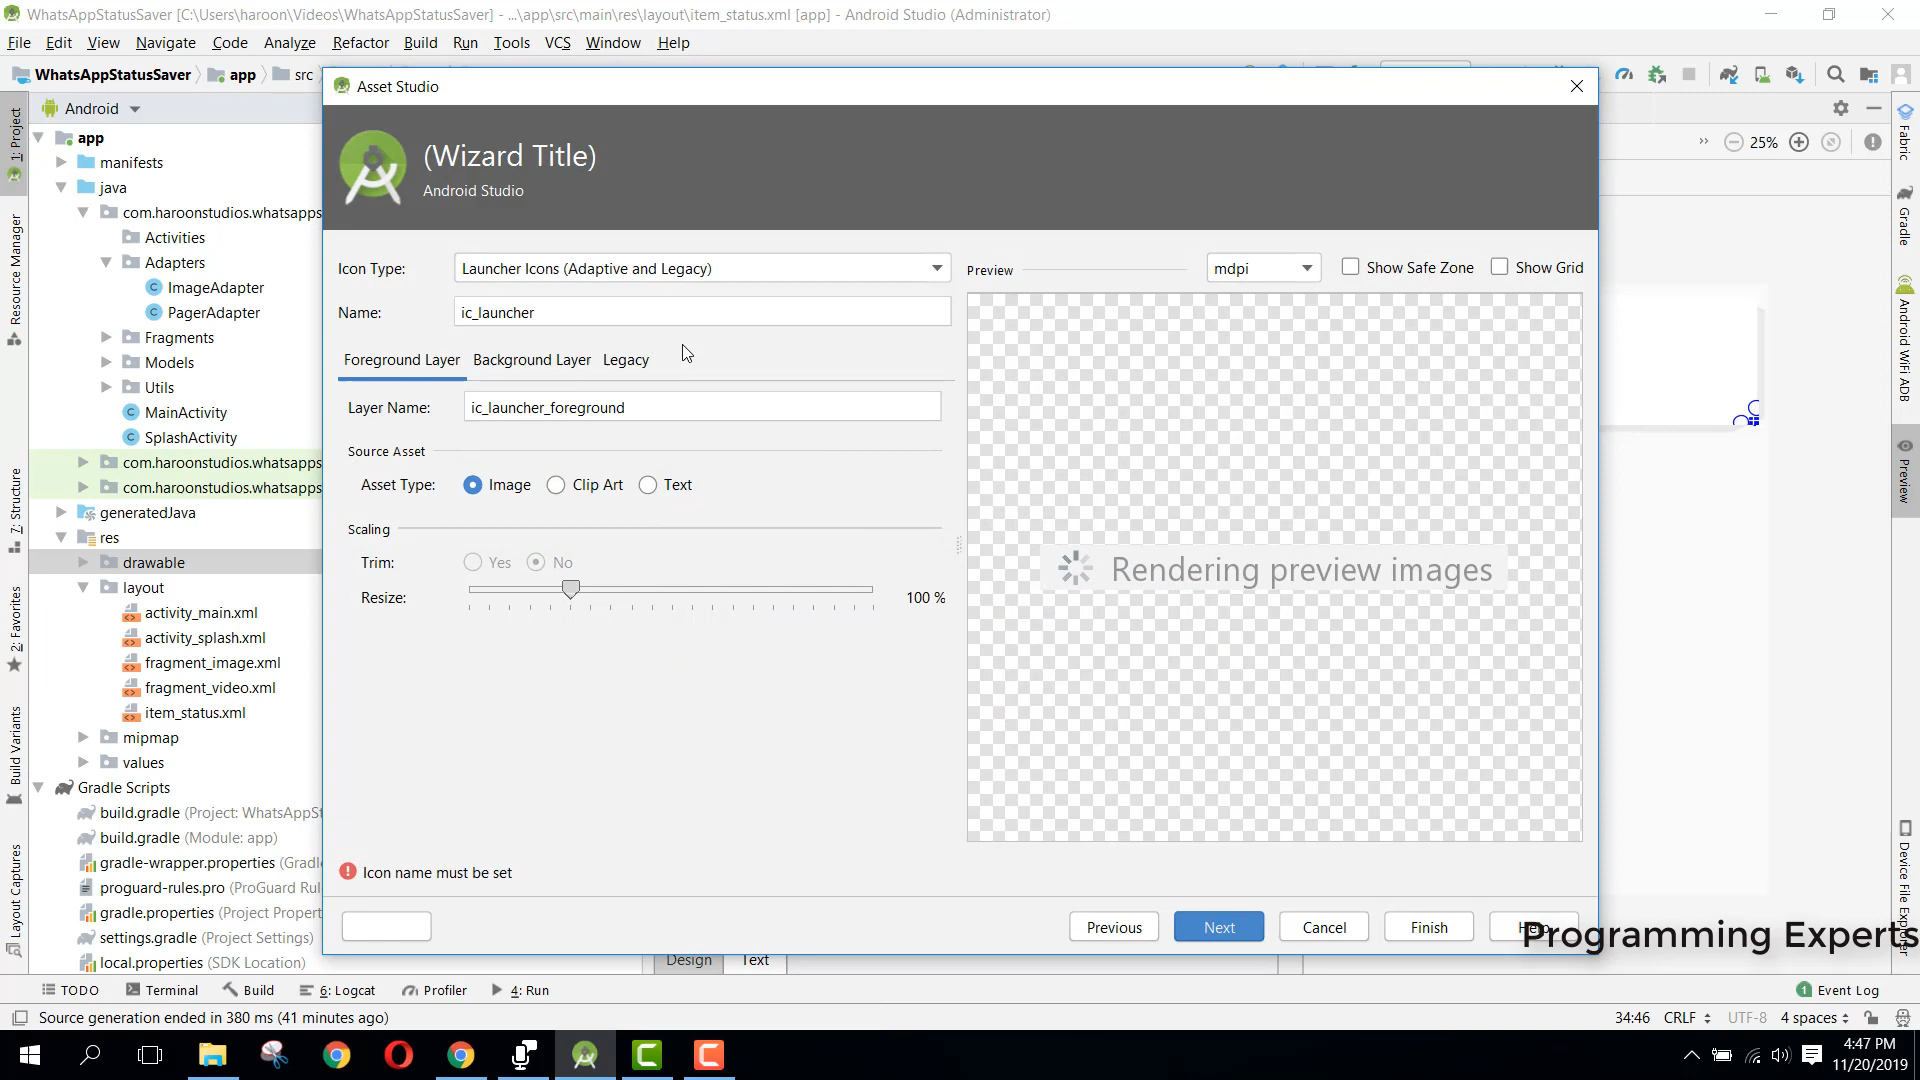 WhatsAppStatusSaver [C:\Users\haroon\Videos\WhatsAppStatusSaver] - ...\app\src\main\res\layout\item_status.xml [app] - Android Studio (Administrator)
File Edit View Navigate Code Analyze Refactor Build Run Tools VCS Window Help
WhatsAppStatusSaver app src
Asset Studio
(Wizard Title)
Android Studio
1: Project
Resource Manager
7: Structure
2: Favorites
Build Variants
Layout Captures
Android
app
manifests
java
com.haroonstudios.whatsapps
Activities
Adapters
ImageAdapter
PagerAdapter
Fragments
Models
Utils
MainActivity
SplashActivity
com.haroonstudios.whatsapps
com.haroonstudios.whatsapps
generatedJava
res
drawable
layout
activity_main.xml
activity_splash.xml
fragment_image.xml
fragment_video.xml
item_status.xml
mipmap
values
Gradle Scripts
build.gradle (Project: WhatsAppSt
build.gradle (Module: app)
gradle-wrapper.properties (Gradl
proguard-rules.pro (ProGuard Rul
gradle.properties (Project Propert
settings.gradle (Project Settings)
local.properties (SDK Location)
Icon Type: Launcher Icons (Adaptive and Legacy)
Name: ic_launcher
Foreground Layer Background Layer Legacy
Layer Name: ic_launcher_foreground
Source Asset
Asset Type: Image Clip Art Text
Scaling
Trim: Yes No
Resize: 100 %
Icon name must be set
Preview mdpi Show Safe Zone Show Grid
Rendering preview images
Previous Next Cancel Finish Help
25%
Fabric
Gradle
Android WiFi ADB
Preview
Device File Explorer
Programming Experts
Design Text
TODO Terminal Build 6: Logcat Profiler 4: Run 1 Event Log
Source generation ended in 380 ms (41 minutes ago)
34:46 CRLF UTF-8 4 spaces
4:47 PM
11/20/2019